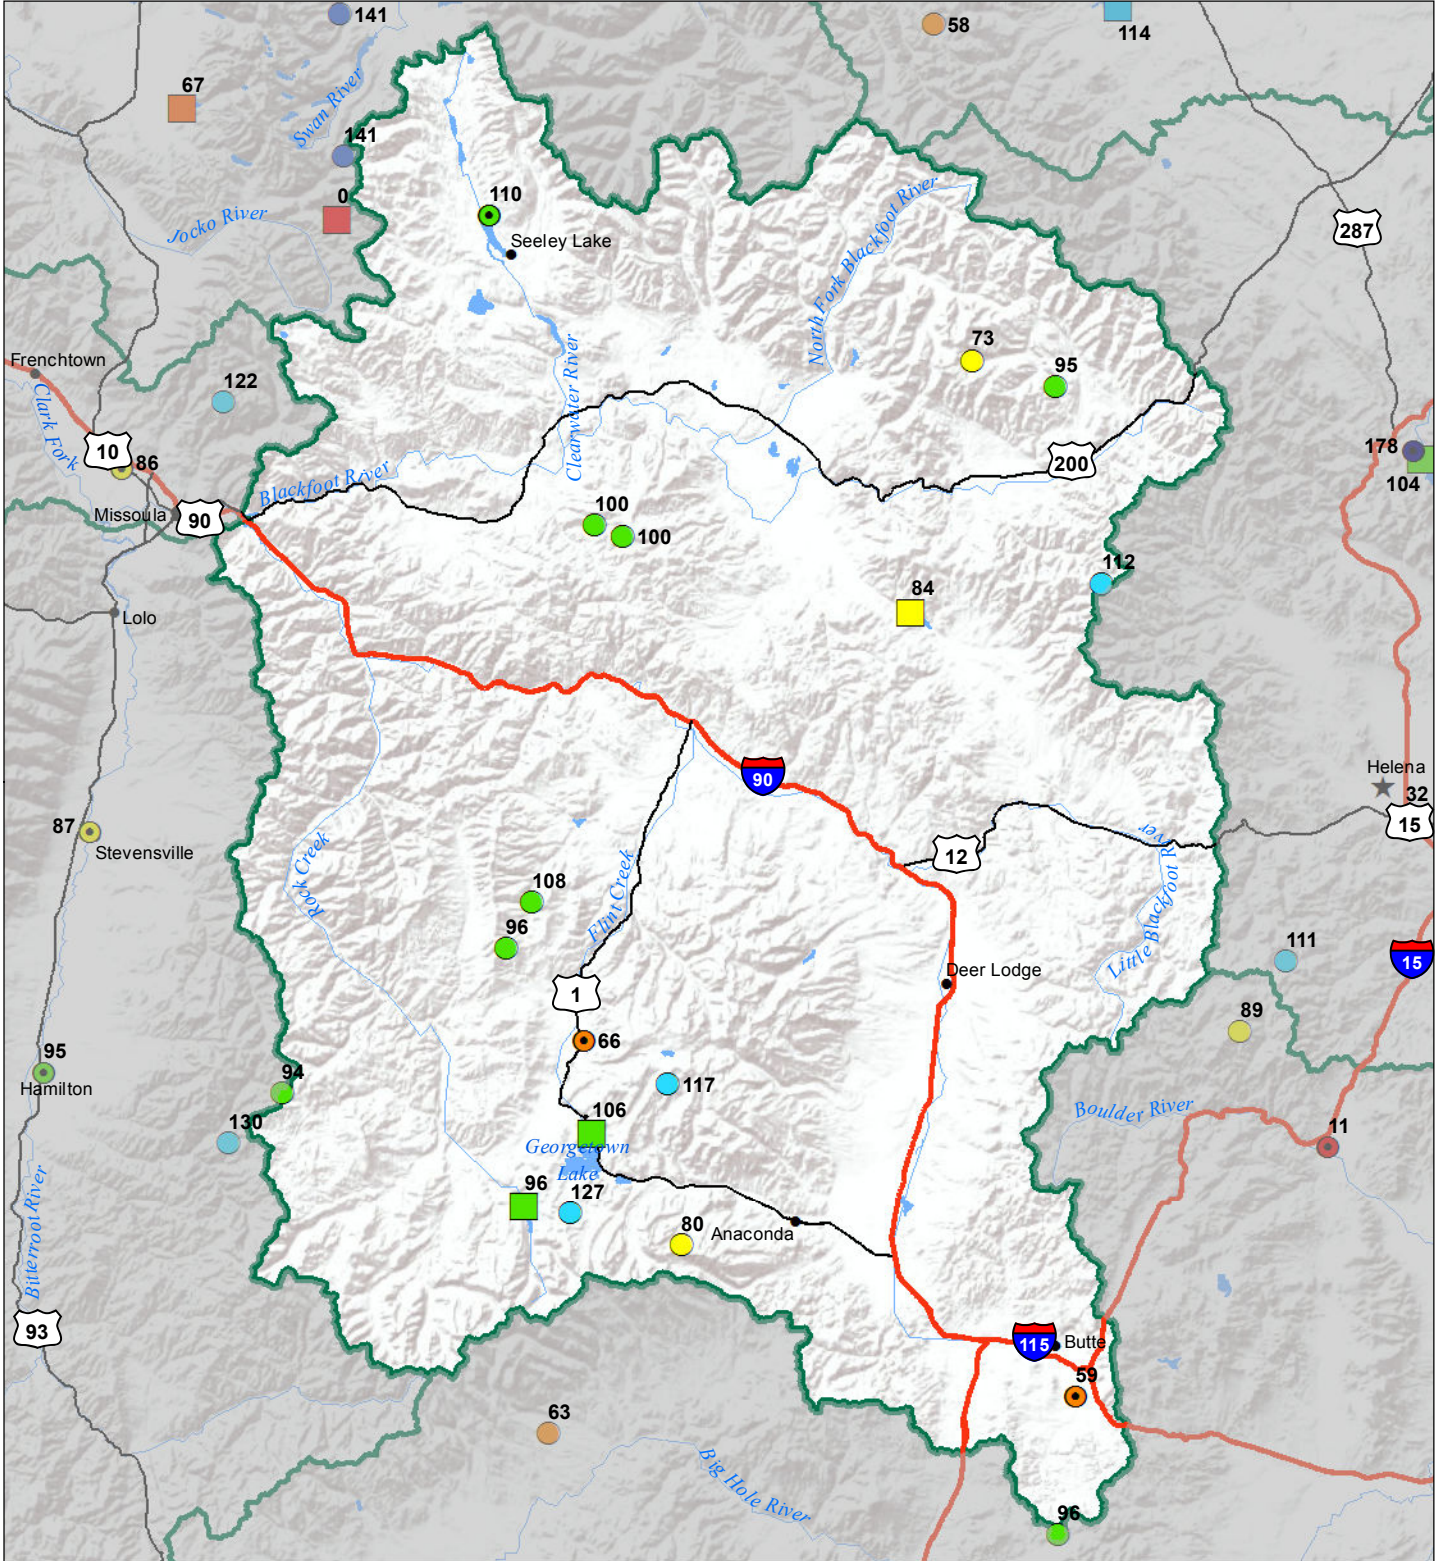 141
58
114
67
Swan River
141
0
Jocko River
110
Seeley Lake
North Fork Blackfoot River
287
Frenchtown
122
Clearwater River
73
95
Clark Fork
10
86
Blackfoot River
200
178
104
Missoula
90
100
100
112
84
Lolo
Helena
32
15
90
87
Stevensville
12
Little Blackfoot River
Rock Creek
108
Flint Creek
96
111
15
Deer Lodge
1
89
66
95
Hamilton
94
117
106
Boulder River
130
11
Georgetown
Lake
96
127
Bitterroot River
80
Anaconda
93
115
Butte
59
63
Big Hole River
96